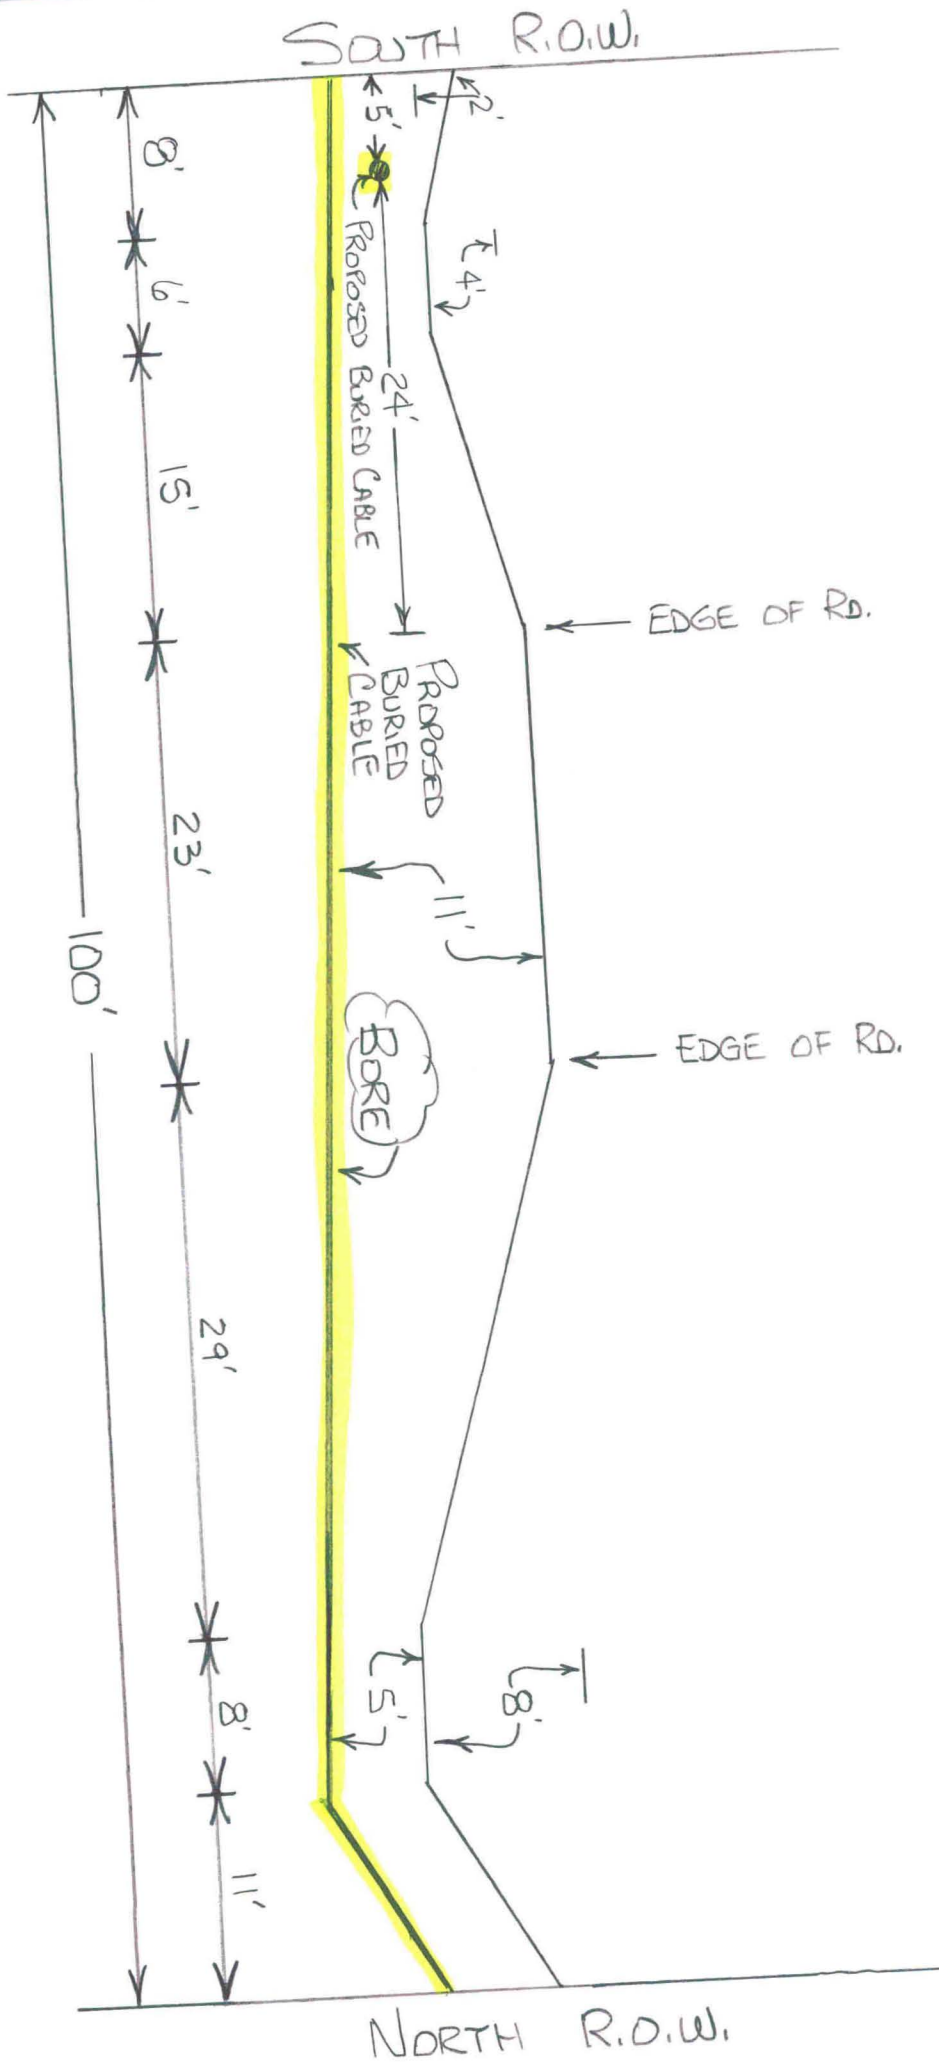 SOUTH R.O.W.
2'
5'
8'
PROPOSED BURIED CABLE
4'
6'
24'
15'
EDGE OF RD.
PROPOSED
BURIED
CABLE
23'
11'
100'
BORE
EDGE OF RD.
29'
5'
8'
8'
11'
NORTH R.O.W.